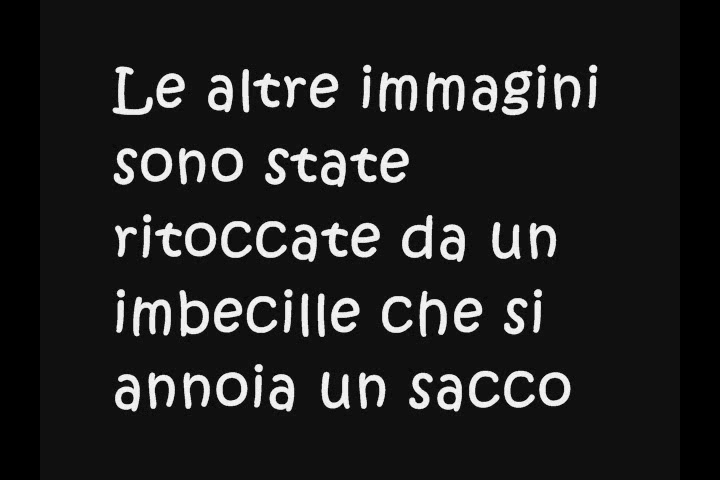 Le altre immagini
sono state
ritoccate da un
imbecille che si
annoia un sacco